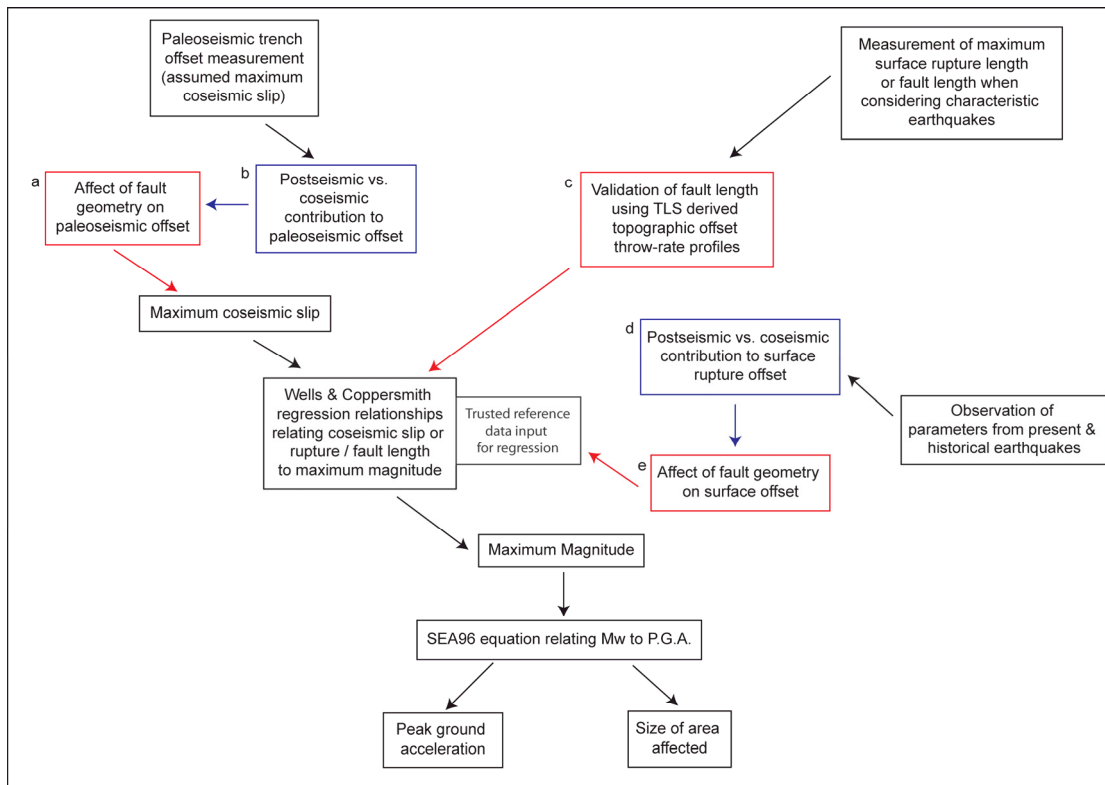 Paleoseismic trench
offset measurement
(assumed maximum
coseismic slip)
Measurement of maximum
surface rupture length
or fault length when
considering characteristic
earthquakes
a
Affect of fault
geometry on
paleoseismic offset
b
Postseismic vs.
coseismic
contribution to
paleoseismic offset
c
Validation of fault length
using TLS derived
topographic offset
throw-rate profiles
Maximum coseismic slip
d
Postseismic vs. coseismic
contribution to surface
rupture offset
Wells & Coppersmith
regression relationships
relating coseismic slip or
rupture / fault length
to maximum magnitude
Trusted reference
data input
for regression
Observation of
parameters from present &
historical earthquakes
e
Affect of fault geometry
on surface offset
Maximum Magnitude
SEA96 equation relating Mw to P.G.A.
Peak ground
acceleration
Size of area
affected